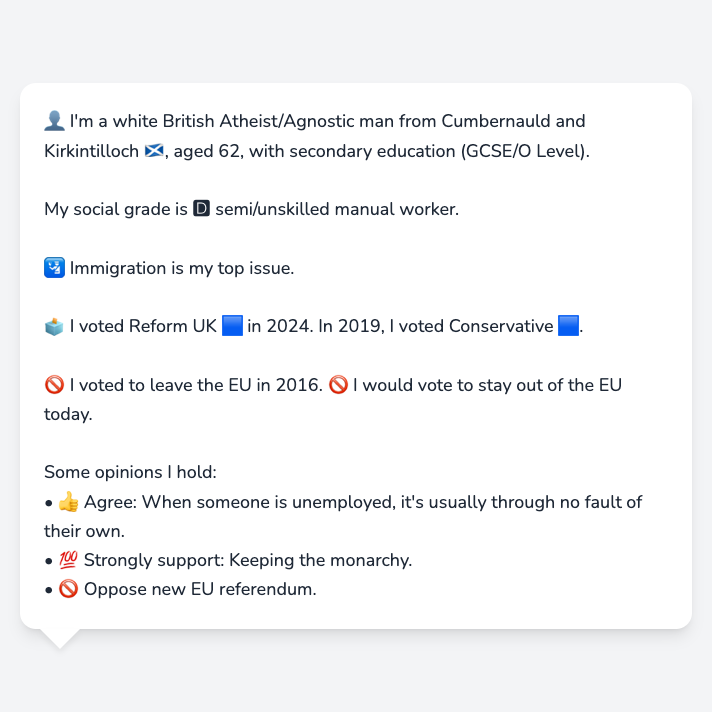 👤 I'm a white British Atheist/Agnostic man from Cumbernauld and
Kirkintilloch 🏴󠁧󠁢󠁳󠁣󠁴󠁿, aged 62, with secondary education (GCSE/O Level).
My social grade is 🅳 semi/unskilled manual worker.
🛂 Immigration is my top issue.
🗳️ I voted Reform UK 🟦 in 2024. In 2019, I voted Conservative 🟦.
🚫 I voted to leave the EU in 2016. 🚫 I would vote to stay out of the EU
today.
Some opinions I hold:
• 👍 Agree: When someone is unemployed, it's usually through no fault of
their own.
• 💯 Strongly support: Keeping the monarchy.
• 🚫 Oppose new EU referendum.